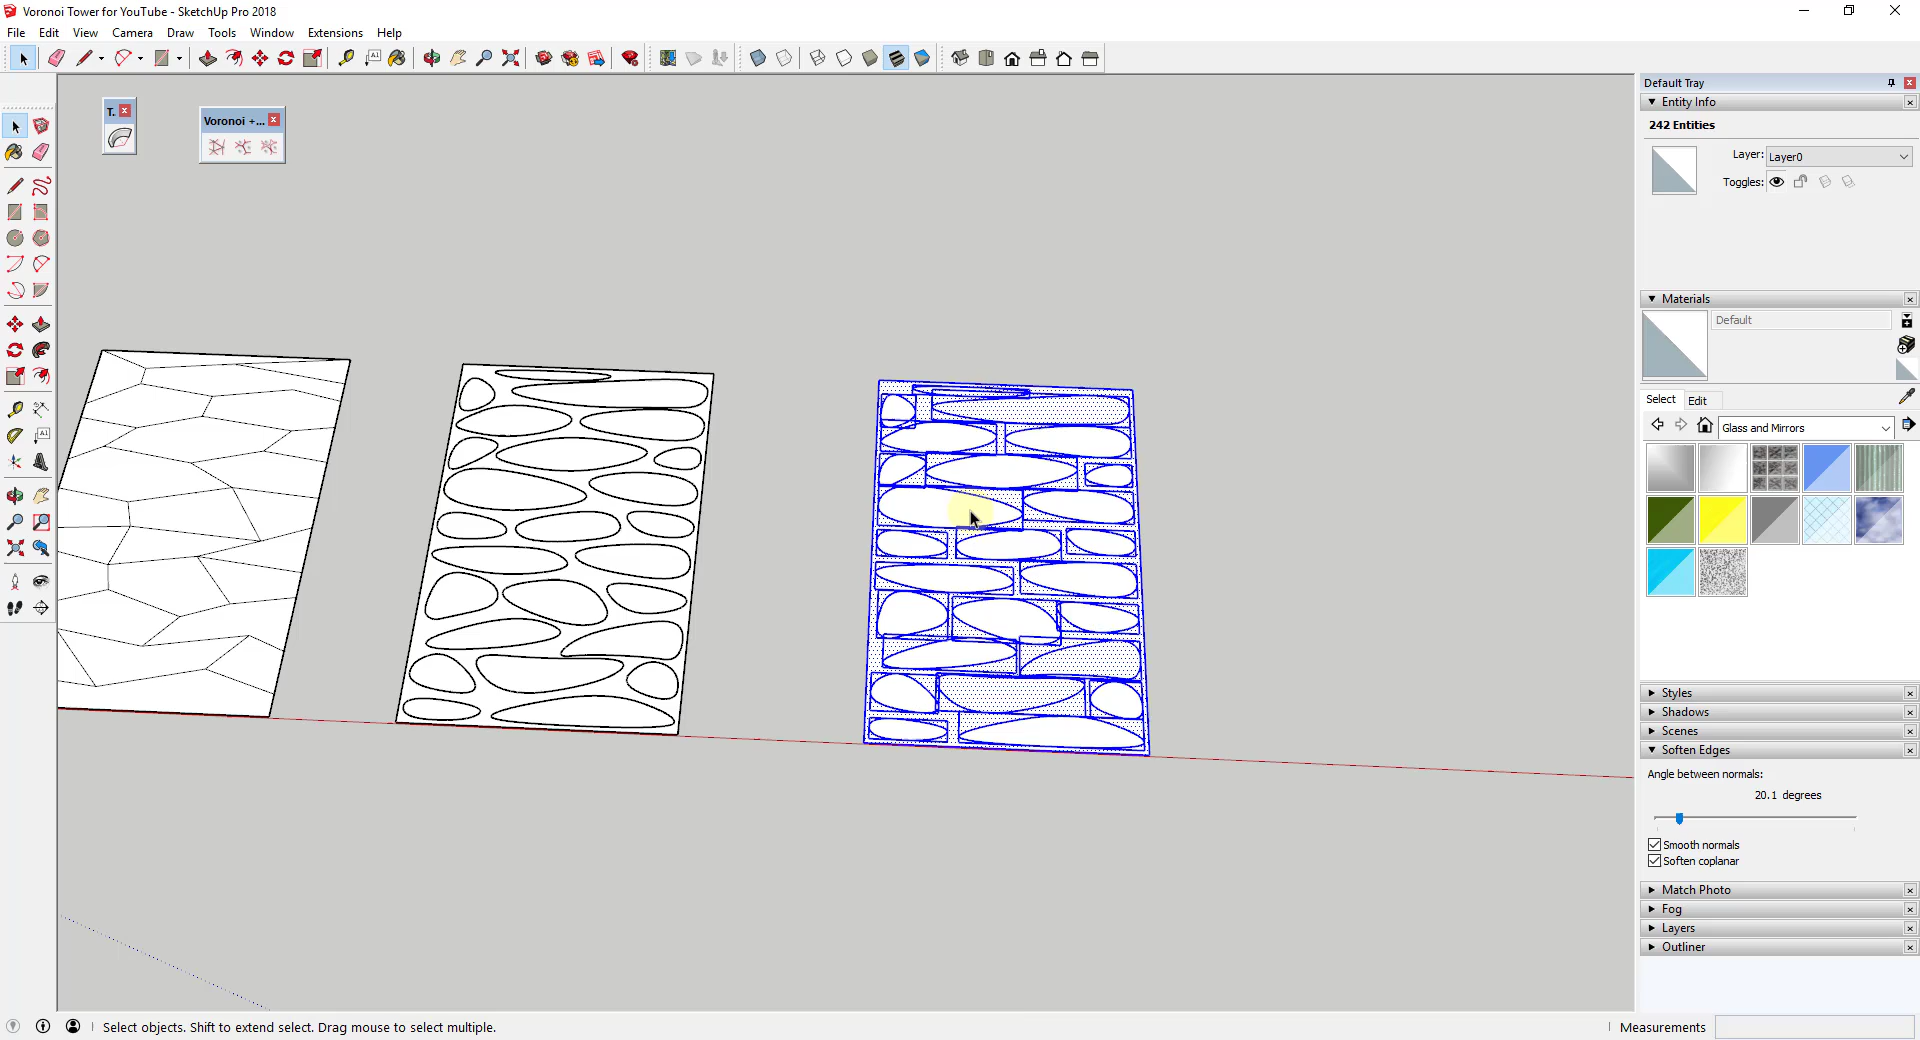 Voronoi Tower for YouTube - SketchUp Pro 2018
File Edit View Camera Draw Tools Window Extensions Help
Default Tray
Entity Info
242 Entities
Layer: Layer0
Toggles:
T.
Voronoi +...
Materials
Default
Select Edit
Glass and Mirrors
Styles
Shadows
Scenes
Soften Edges
Angle between normals:
20.1 degrees
Smooth normals
Soften coplanar
Match Photo
Fog
Layers
Outliner
Select objects. Shift to extend select. Drag mouse to select multiple.
Measurements